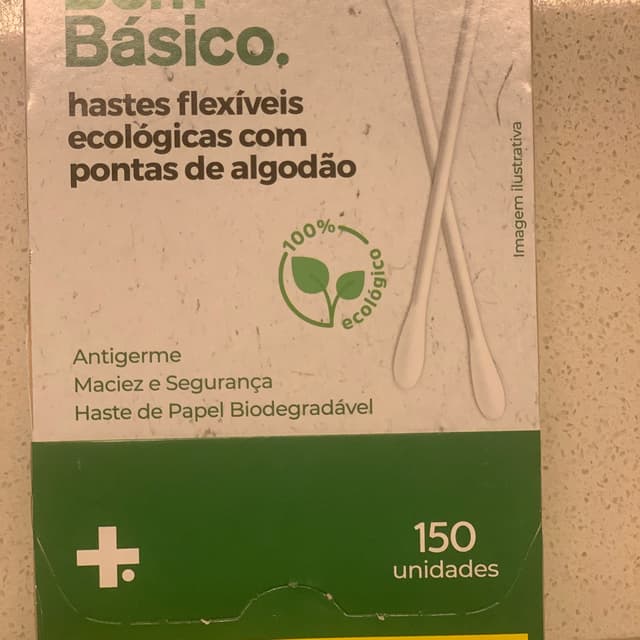 Bem
Básico.
hastes flexíveis
ecológicas com
pontas de algodão
Imagem ilustrativa
100%
ecológico
Antigerme
Maciez e Segurança
Haste de Papel Biodegradável
150
unidades